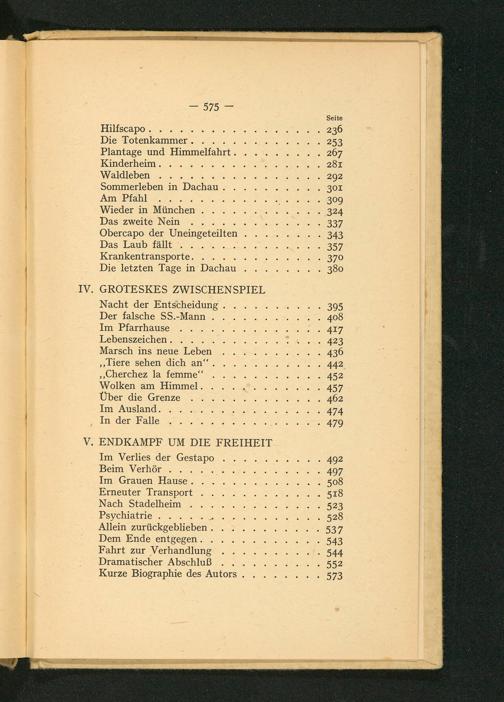 — 575 —
Seite
Hilfscapo . . . . . . . . . . . . . . . . 236
Die Totenkammer . . . . . . . . . . . . . 253
Plantage und Himmelfahrt . . . . . . . . . 267
Kinderheim . . . . . . . . . . . . . . . . 281
Waldleben . . . . . . . . . . . . . . . . 292
Sommerleben in Dachau . . . . . . . . . . 301
Am Pfahl . . . . . . . . . . . . . . . . 309
Wieder in München . . . . . . . . . . . . 324
Das zweite Nein . . . . . . . . . . . . . 337
Obercapo der Uneingeteilten . . . . . . . . 343
Das Laub fällt . . . . . . . . . . . . . . 357
Krankentransporte . . . . . . . . . . . . . 370
Die letzten Tage in Dachau . . . . . . . . 380
IV. GROTESKES ZWISCHENSPIEL
Nacht der Entscheidung . . . . . . . . . . 395
Der falsche SS.-Mann . . . . . . . . . . . 408
Im Pfarrhause . . . . . . . . . . . . . . 417
Lebenszeichen . . . . . . . . . . . . . . . 423
Marsch ins neue Leben . . . . . . . . . . 436
„Tiere sehen dich an“ . . . . . . . . . . . 442
„Cherchez la femme“ . . . . . . . . . . . 452
Wolken am Himmel . . . . . . . . . . . . 457
Über die Grenze . . . . . . . . . . . . . 462
Im Ausland . . . . . . . . . . . . . . . . 474
In der Falle . . . . . . . . . . . . . . . 479
V. ENDKAMPF UM DIE FREIHEIT
Im Verlies der Gestapo . . . . . . . . . . 492
Beim Verhör . . . . . . . . . . . . . . . 497
Im Grauen Hause . . . . . . . . . . . . . 508
Erneuter Transport . . . . . . . . . . . . 518
Nach Stadelheim . . . . . . . . . . . . . 523
Psychiatrie . . . . . . . . . . . . . . . . 528
Allein zurückgeblieben . . . . . . . . . . . 537
Dem Ende entgegen . . . . . . . . . . . . 543
Fahrt zur Verhandlung . . . . . . . . . . 544
Dramatischer Abschluß . . . . . . . . . . 552
Kurze Biographie des Autors . . . . . . . . 573